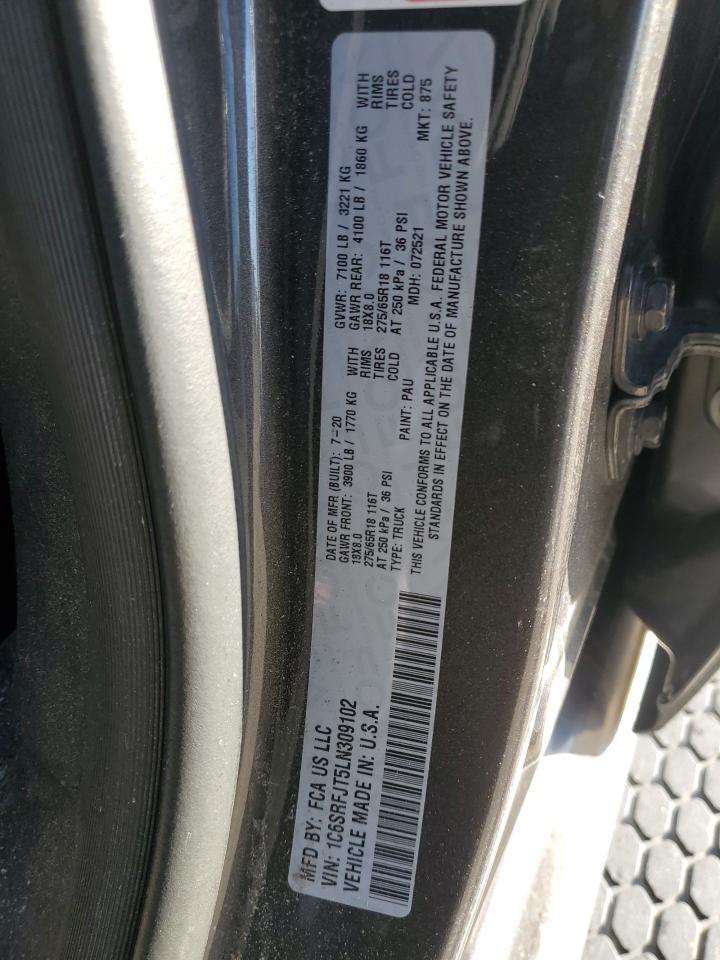 MFD BY: FCA US LLC
VIN: 1C6SRFJT5LN309102
VEHICLE MADE IN: U.S.A.
DATE OF MFR (BUILT): 7-20
GAWR FRONT: 3900 LB / 1770 KG WITH
18X8.0 RIMS
275/65R18 116T TIRES
AT 250 kPa / 36 PSI COLD
TYPE: TRUCK PAINT: PAU
GVWR: 7100 LB / 3221 KG
GAWR REAR: 4100 LB / 1860 KG WITH
18X8.0 RIMS
275/65R18 116T TIRES
AT 250 kPa / 36 PSI COLD
MDH: 072521 MKT: 875
THIS VEHICLE CONFORMS TO ALL APPLICABLE U.S.A. FEDERAL MOTOR VEHICLE SAFETY
STANDARDS IN EFFECT ON THE DATE OF MANUFACTURE SHOWN ABOVE.